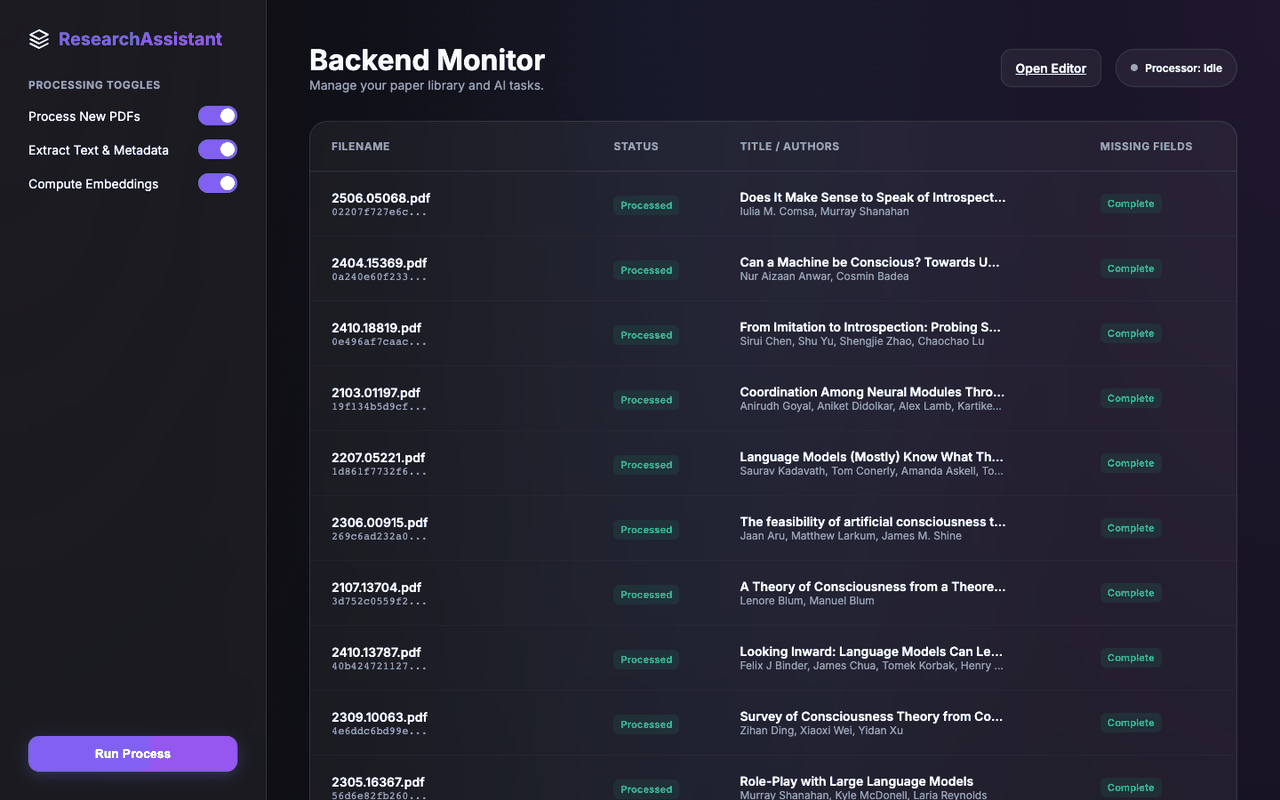 ResearchAssistant
PROCESSING TOGGLES
Process New PDFs
Extract Text & Metadata
Compute Embeddings
Run Process
Backend Monitor
Manage your paper library and AI tasks.
Open Editor
Processor: Idle
FILENAME STATUS TITLE / AUTHORS MISSING FIELDS
2506.05068.pdf
02207f727e6c...
Processed
Does It Make Sense to Speak of Introspect...
Iulia M. Comsa, Murray Shanahan
Complete
2404.15369.pdf
0a240e60f233...
Processed
Can a Machine be Conscious? Towards U...
Nur Aizaan Anwar, Cosmin Badea
Complete
2410.18819.pdf
0e496af7caac...
Processed
From Imitation to Introspection: Probing S...
Sirui Chen, Shu Yu, Shengjie Zhao, Chaochao Lu
Complete
2103.01197.pdf
19f134b5d9cf...
Processed
Coordination Among Neural Modules Thro...
Anirudh Goyal, Aniket Didolkar, Alex Lamb, Kartike...
Complete
2207.05221.pdf
1d861f7732f6...
Processed
Language Models (Mostly) Know What Th...
Saurav Kadavath, Tom Conerly, Amanda Askell, To...
Complete
2306.00915.pdf
269c6ad232a0...
Processed
The feasibility of artificial consciousness t...
Jaan Aru, Matthew Larkum, James M. Shine
Complete
2107.13704.pdf
3d752c0559f2...
Processed
A Theory of Consciousness from a Theore...
Lenore Blum, Manuel Blum
Complete
2410.13787.pdf
40b424721127...
Processed
Looking Inward: Language Models Can Le...
Felix J Binder, James Chua, Tomek Korbak, Henry ...
Complete
2309.10063.pdf
4e6ddc6bd99e...
Processed
Survey of Consciousness Theory from Co...
Zihan Ding, Xiaoxi Wei, Yidan Xu
Complete
2305.16367.pdf
56d6e82fb260...
Processed
Role-Play with Large Language Models
Murray Shanahan, Kyle McDonell, Laria Reynolds
Complete